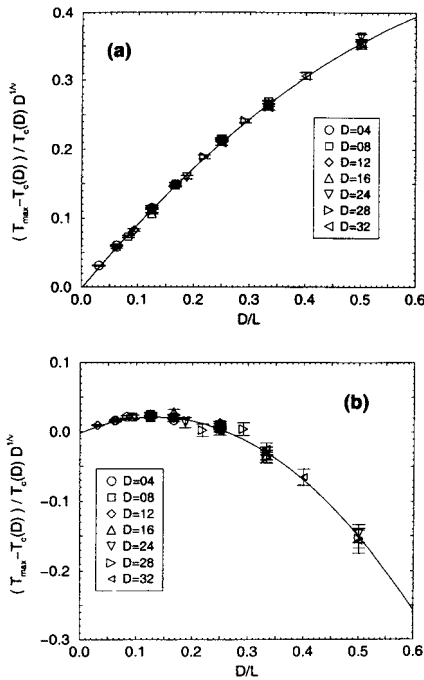 (a)
( T_max − T_c(D) ) / T_c(D) D^1/ν
0.4
0.3
0.2
0.1
0.0
D=04
D=08
D=12
D=16
D=24
D=28
D=32
0.0 0.1 0.2 0.3 0.4 0.5 0.6
D/L
(b)
( T_max − T_c(D) ) / T_c(D) D^1/ν
0.1
0.0
−0.1
−0.2
−0.3
D=04
D=08
D=12
D=16
D=24
D=28
D=32
0.0 0.1 0.2 0.3 0.4 0.5 0.6
D/L